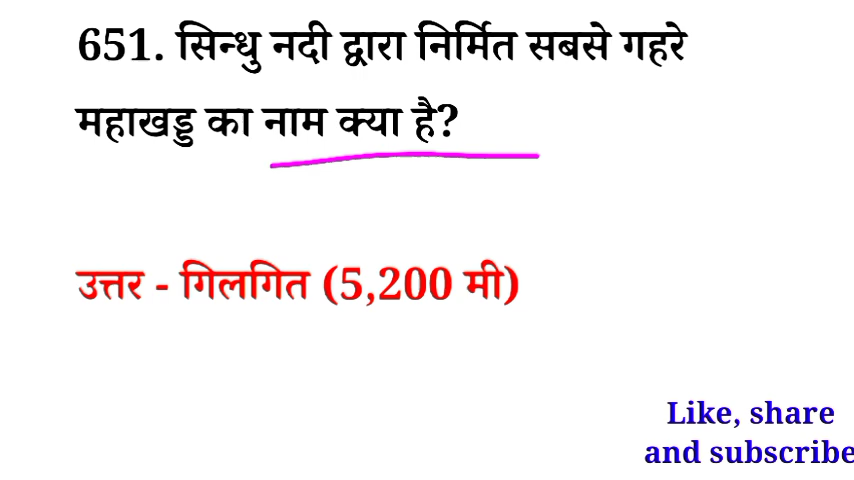 651. सिन्धु नदी द्वारा निर्मित सबसे गहरे
महाखड्ड का नाम क्या है?
उत्तर - गिलगित (5,200 मी)
Like, share
and subscribe